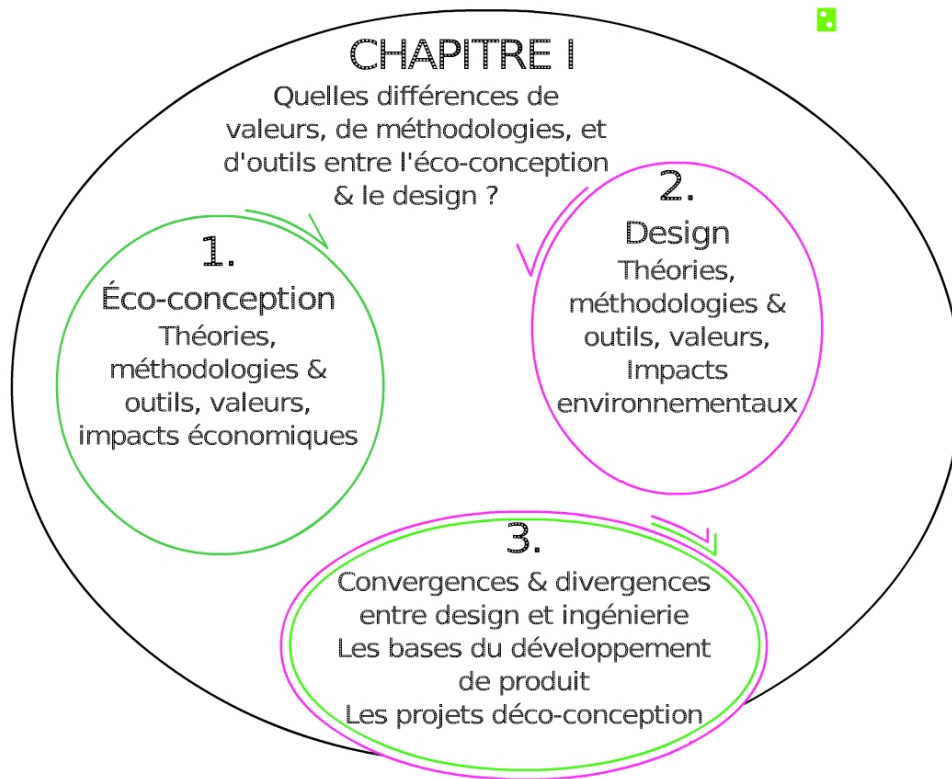 CHAPITRE I
Quelles différences de
valeurs, de méthodologies, et
d'outils entre l'éco-conception
& le design ?
1.
Éco-conception
Théories,
méthodologies &
outils, valeurs,
impacts économiques
2.
Design
Théories,
méthodologies &
outils, valeurs,
Impacts
environnementaux
3.
Convergences & divergences
entre design et ingénierie
Les bases du développement
de produit
Les projets déco-conception